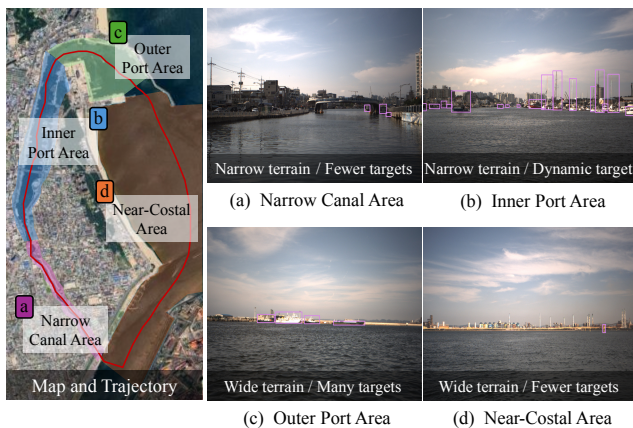 c
Outer
Port Area
b
Inner
Port Area
d
Near-Costal
Area
a
Narrow
Canal Area
Map and Trajectory
Narrow terrain / Fewer targets
(a) Narrow Canal Area
Narrow terrain / Dynamic target
(b) Inner Port Area
Wide terrain / Many targets
(c) Outer Port Area
Wide terrain / Fewer targets
(d) Near-Costal Area